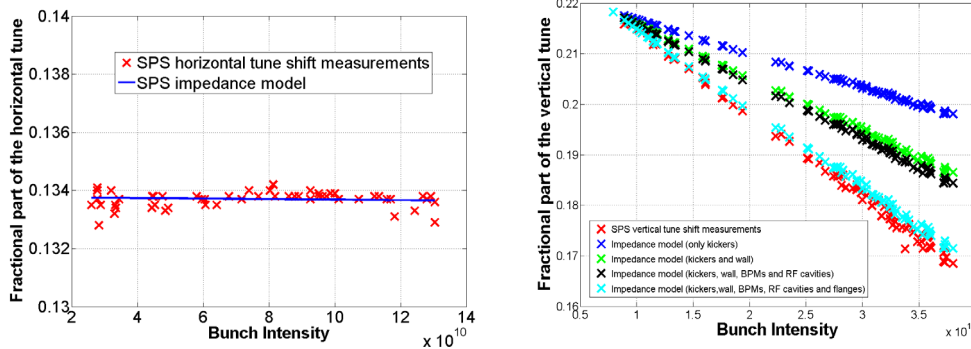 0.14
0.138
0.136
0.134
0.132
0.13
2
4
6
8
10
12
14
x 10¹⁰
Fractional part of the horizontal tune
Bunch Intensity
SPS horizontal tune shift measurements
SPS impedance model
0.22
0.21
0.2
0.19
0.18
0.17
0.16
0.5
1
1.5
2
2.5
3
3.5
4
x 10¹
Fractional part of the vertical tune
Bunch Intensity
SPS vertical tune shift measurements
Impedance model (only kickers)
Impedance model (kickers and wall)
Impedance model (kickers, wall, BPMs and RF cavities)
Impedance model (kickers,wall, BPMs, RF cavities and flanges)